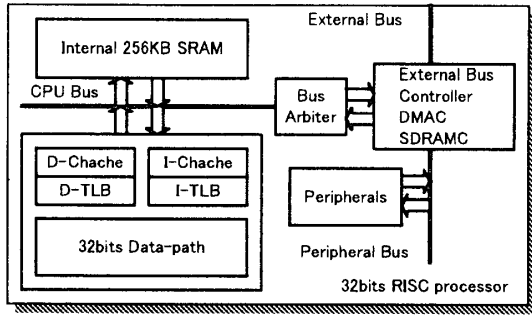 External Bus
Internal 256KB SRAM
CPU Bus
Bus
Arbiter
External Bus
Controller
DMAC
SDRAMC
D-Chache
I-Chache
D-TLB
I-TLB
Peripherals
32bits Data-path
Peripheral Bus
32bits RISC processor